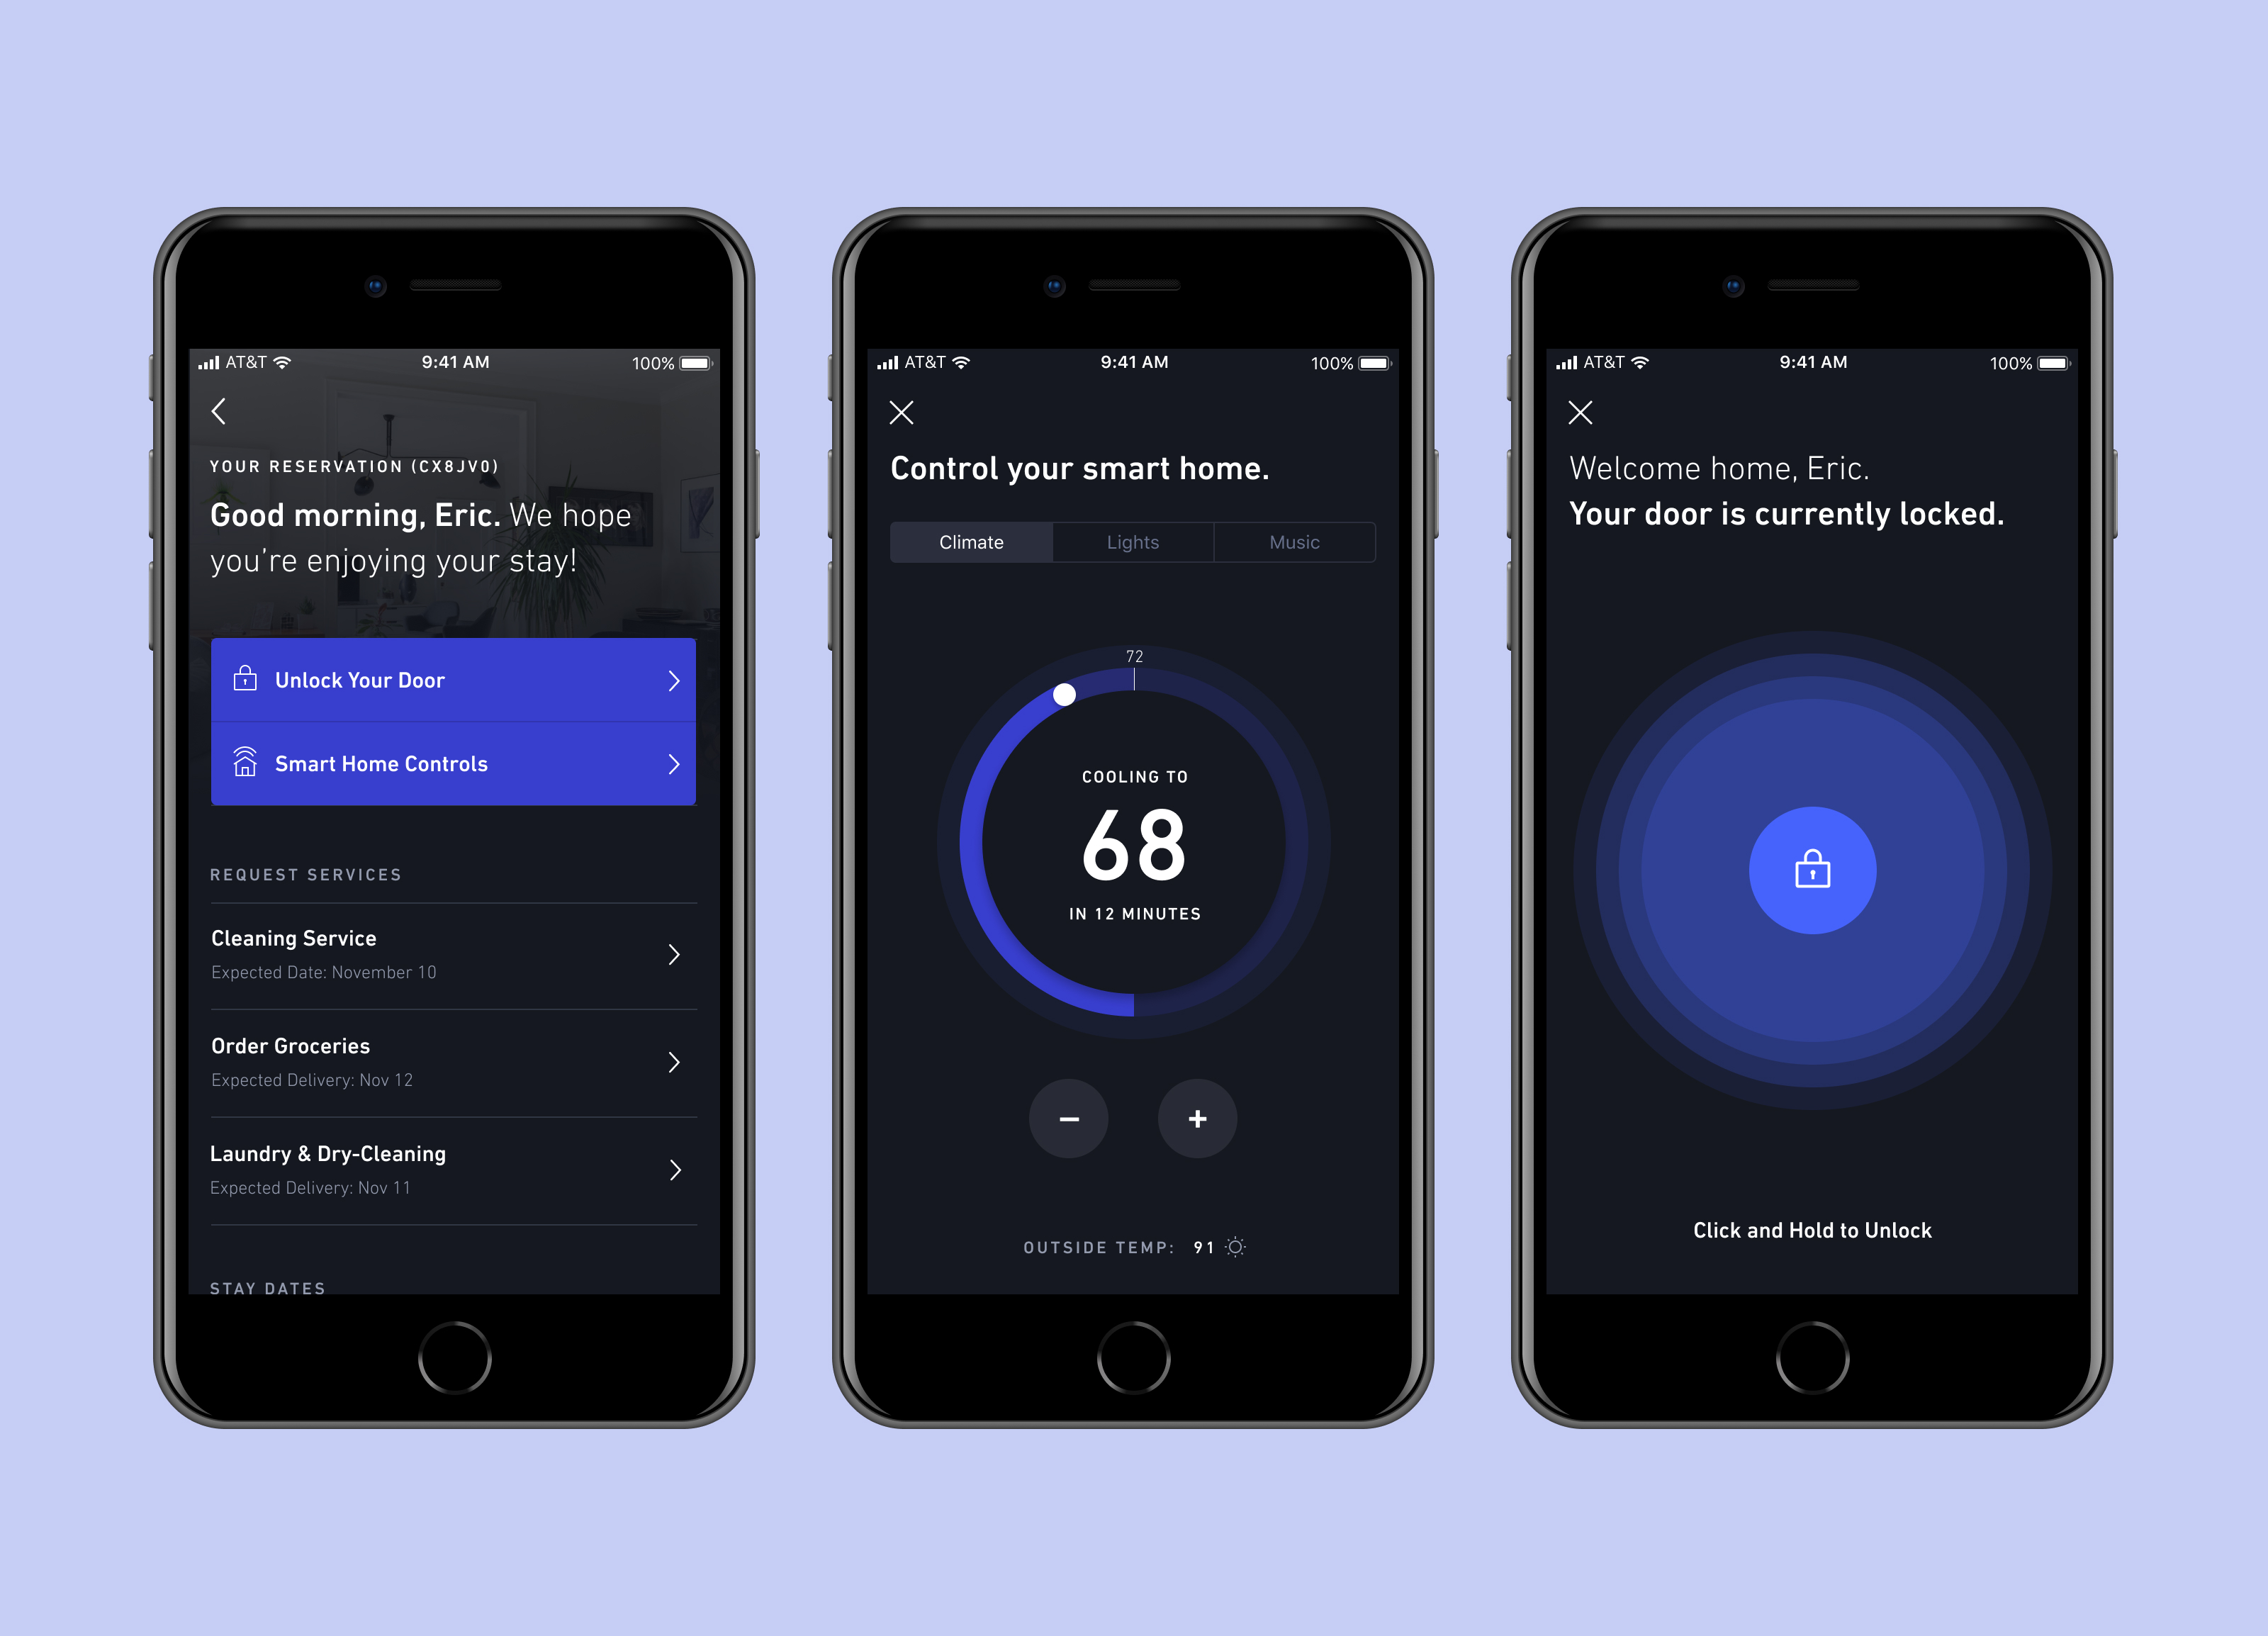 AT&T 9:41 AM 100%
YOUR RESERVATION (CX8JV0)
Good morning, Eric. We hope
you're enjoying your stay!
Unlock Your Door
Smart Home Controls
REQUEST SERVICES
Cleaning Service
Expected Date: November 10
Order Groceries
Expected Delivery: Nov 12
Laundry & Dry-Cleaning
Expected Delivery: Nov 11
STAY DATES
AT&T 9:41 AM 100%
Control your smart home.
Climate Lights Music
72
COOLING TO
68
IN 12 MINUTES
− +
OUTSIDE TEMP: 91
AT&T 9:41 AM 100%
Welcome home, Eric.
Your door is currently locked.
Click and Hold to Unlock